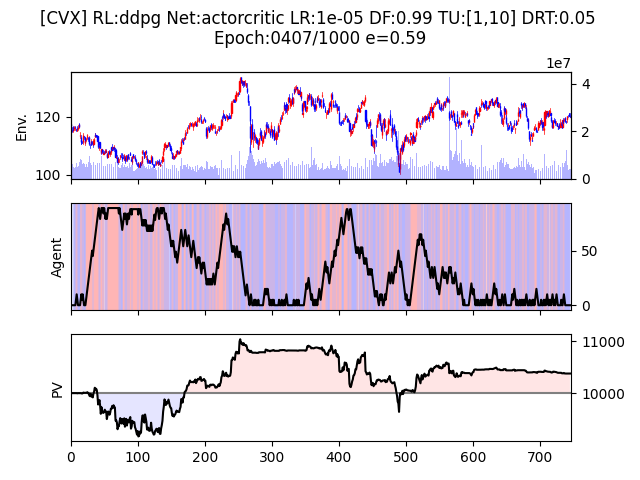 [CVX] RL:ddpg Net:actorcritic LR:1e-05 DF:0.99 TU:[1,10] DRT:0.05
Epoch:0407/1000 e=0.59
1e7
Env.
120
100
4
2
0
Agent
50
0
PV
11000
10000
0 100 200 300 400 500 600 700